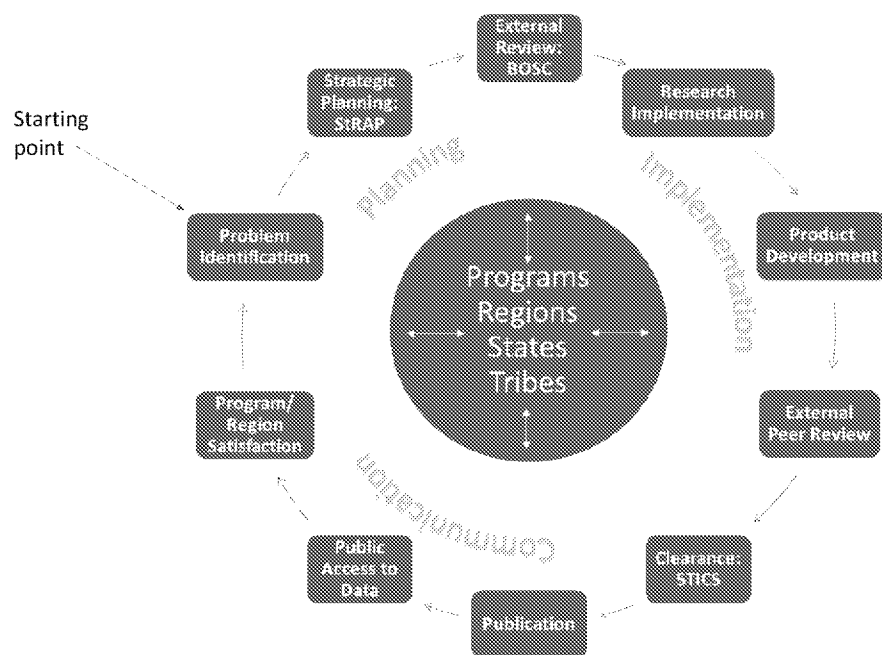 Starting
point
Problem
Identification
Strategic
Planning:
StRAP
External
Review:
BOSC
Research
Implementation
Product
Development
External
Peer Review
Clearance:
STICS
Publication
Public
Access to
Data
Program/
Region
Satisfaction
Planning
Implementation
Communication
Programs
Regions
States
Tribes